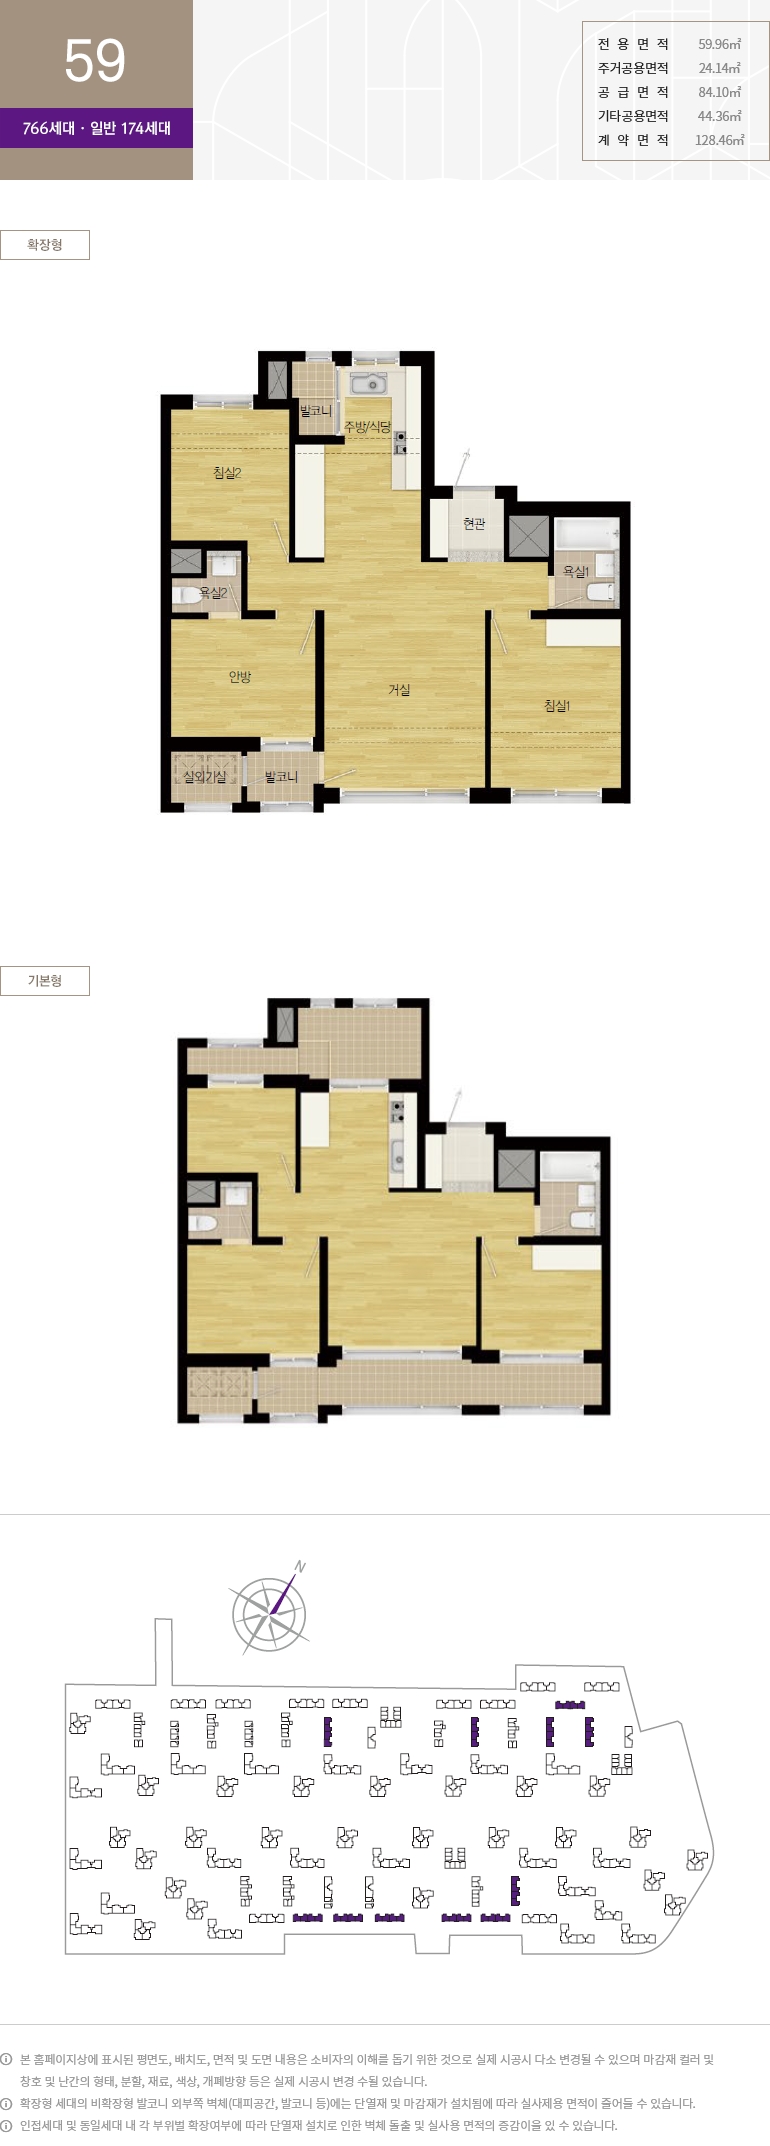 59
766세대 · 일반 174세대
전 용 면 적 59.96㎡
주거공용면적 24.14㎡
공 급 면 적 84.10㎡
기타공용면적 44.36㎡
계 약 면 적 128.46㎡
확장형
발코니
주방/식당
침실2
현관
욕실1
욕실2
안방
거실
침실1
실외기실
발코니
기본형
N
본 홈페이지상에 표시된 평면도, 배치도, 면적 및 도면 내용은 소비자의 이해를 돕기 위한 것으로 실제 시공시 다소 변경될 수 있으며 마감재 컬러 및
창호 및 난간의 형태, 분할, 재료, 색상, 개폐방향 등은 실제 시공시 변경 수될 있습니다.
확장형 세대의 비확장형 발코니 외부쪽 벽체(대피공간, 발코니 등)에는 단열재 및 마감재가 설치됨에 따라 실사제용 면적이 줄어들 수 있습니다.
인접세대 및 동일세대 내 각 부위별 확장여부에 따라 단열재 설치로 인한 벽체 돌출 및 실사용 면적의 증감이을 있 수 있습니다.